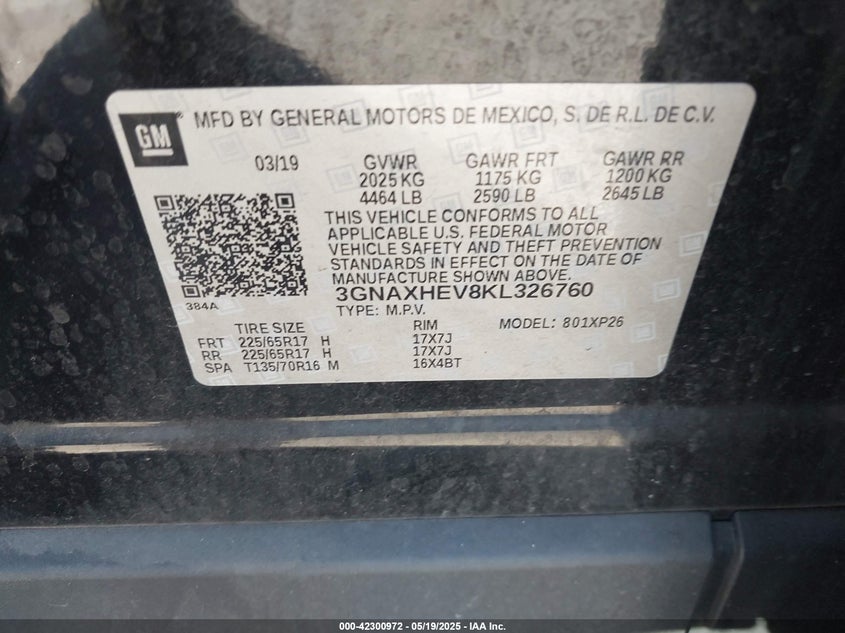 GM
MFD BY GENERAL MOTORS DE MEXICO, S. DE R.L. DE C.V.
03/19 GVWR GAWR FRT GAWR RR
2025 KG 1175 KG 1200 KG
4464 LB 2590 LB 2645 LB
THIS VEHICLE CONFORMS TO ALL
APPLICABLE U.S. FEDERAL MOTOR
VEHICLE SAFETY AND THEFT PREVENTION
STANDARDS IN EFFECT ON THE DATE OF
MANUFACTURE SHOWN ABOVE.
384A 3GNAXHEV8KL326760
TYPE: M.P.V.
TIRE SIZE RIM MODEL: 801XP26
FRT 225/65R17 H 17X7J
RR 225/65R17 H 17X7J
SPA T135/70R16 M 16X4BT
000-42300972 - 05/19/2025 - IAA Inc.